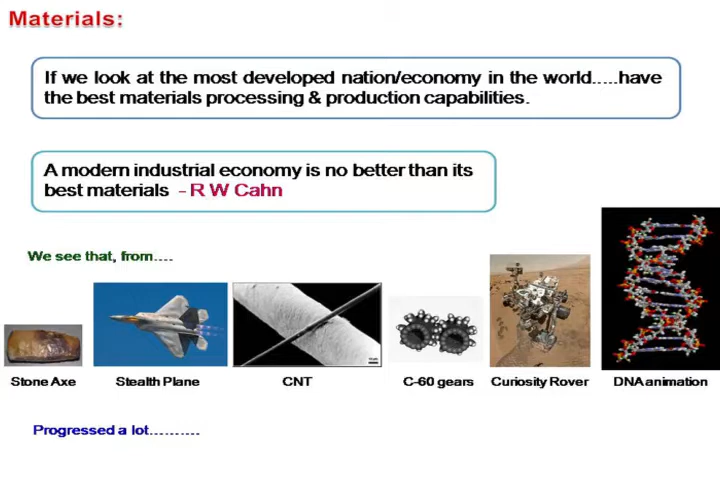 Materials:
If we look at the most developed nation/economy in the world.....have
the best materials processing & production capabilities.
A modern industrial economy is no better than its
best materials - R W Cahn
We see that, from....
Stone Axe Stealth Plane CNT C-60 gears Curiosity Rover DNA animation
Progressed a lot..........